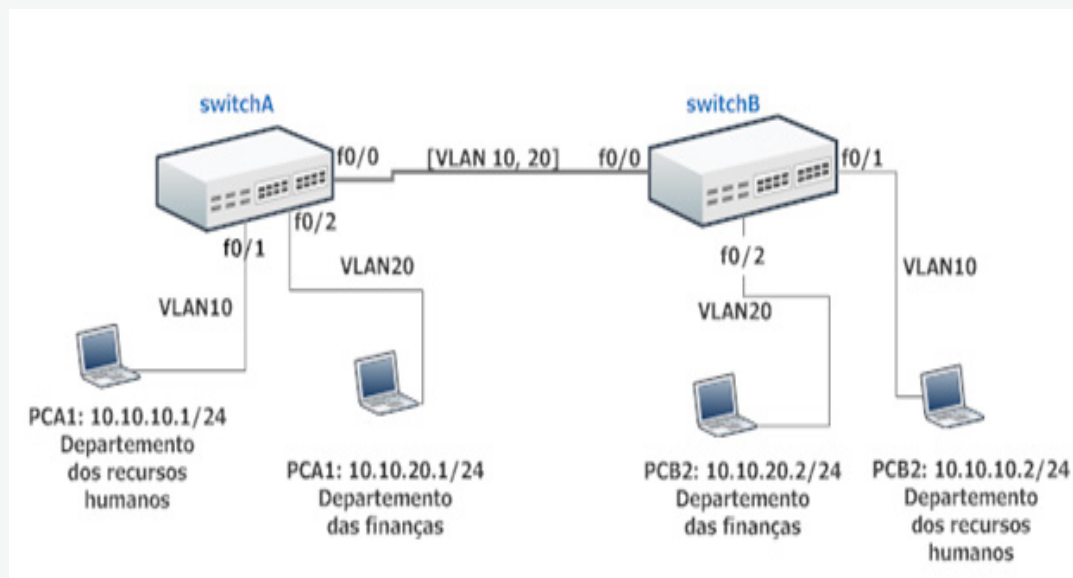 switchA
switchB
f0/0
[VLAN 10, 20]
f0/0
f0/1
f0/2
f0/1
f0/2
VLAN20
VLAN10
VLAN10
VLAN20
PCA1: 10.10.10.1/24
Departemento
dos recursos
humanos
PCA1: 10.10.20.1/24
Departemento
das finanças
PCB2: 10.10.20.2/24
Departemento
das finanças
PCB2: 10.10.10.2/24
Departemento
dos recursos
humanos